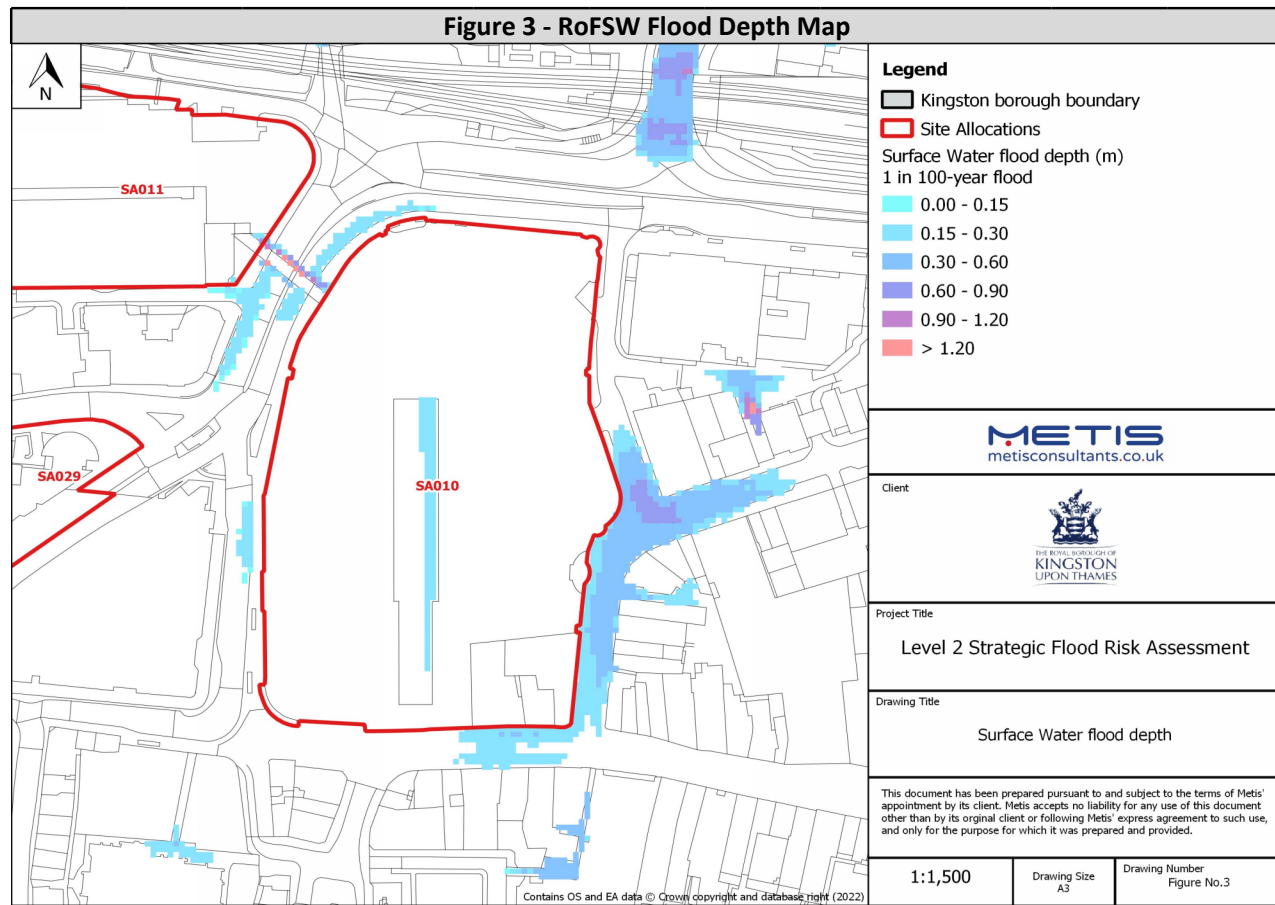 Figure 3 - RoFSW Flood Depth Map
N
SA011
SA029
SA010
Contains OS and EA data © Crown copyright and database right (2022)
Legend
Kingston borough boundary
Site Allocations
Surface Water flood depth (m)
1 in 100-year flood
0.00 - 0.15
0.15 - 0.30
0.30 - 0.60
0.60 - 0.90
0.90 - 1.20
> 1.20
METIS
metisconsultants.co.uk
Client
THE ROYAL BOROUGH OF
KINGSTON
UPON THAMES
Project Title
Level 2 Strategic Flood Risk Assessment
Drawing Title
Surface Water flood depth
This document has been prepared pursuant to and subject to the terms of Metis'
appointment by its client. Metis accepts no liability for any use of this document
other than by its orginal client or following Metis' express agreement to such use,
and only for the purpose for which it was prepared and provided.
1:1,500
Drawing Size
A3
Drawing Number
Figure No.3